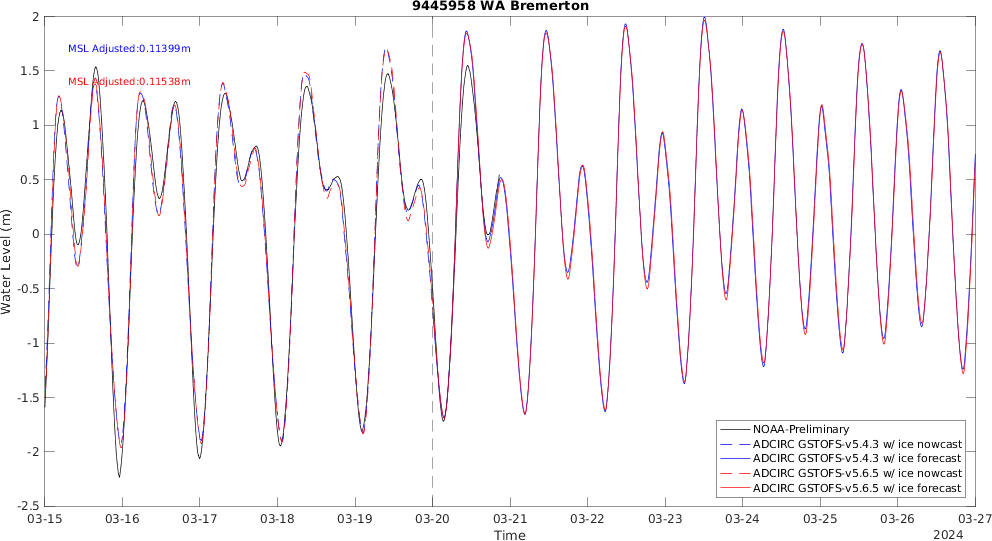 9445958 WA Bremerton
MSL Adjusted:0.11399m
MSL Adjusted:0.11538m
Water Level (m)
2
1.5
1
0.5
0
-0.5
-1
-1.5
-2
-2.5
NOAA-Preliminary
ADCIRC GSTOFS-v5.4.3 w/ ice nowcast
ADCIRC GSTOFS-v5.4.3 w/ ice forecast
ADCIRC GSTOFS-v5.6.5 w/ ice nowcast
ADCIRC GSTOFS-v5.6.5 w/ ice forecast
03-15 03-16 03-17 03-18 03-19 03-20 03-21 03-22 03-23 03-24 03-25 03-26 03-27
Time
2024